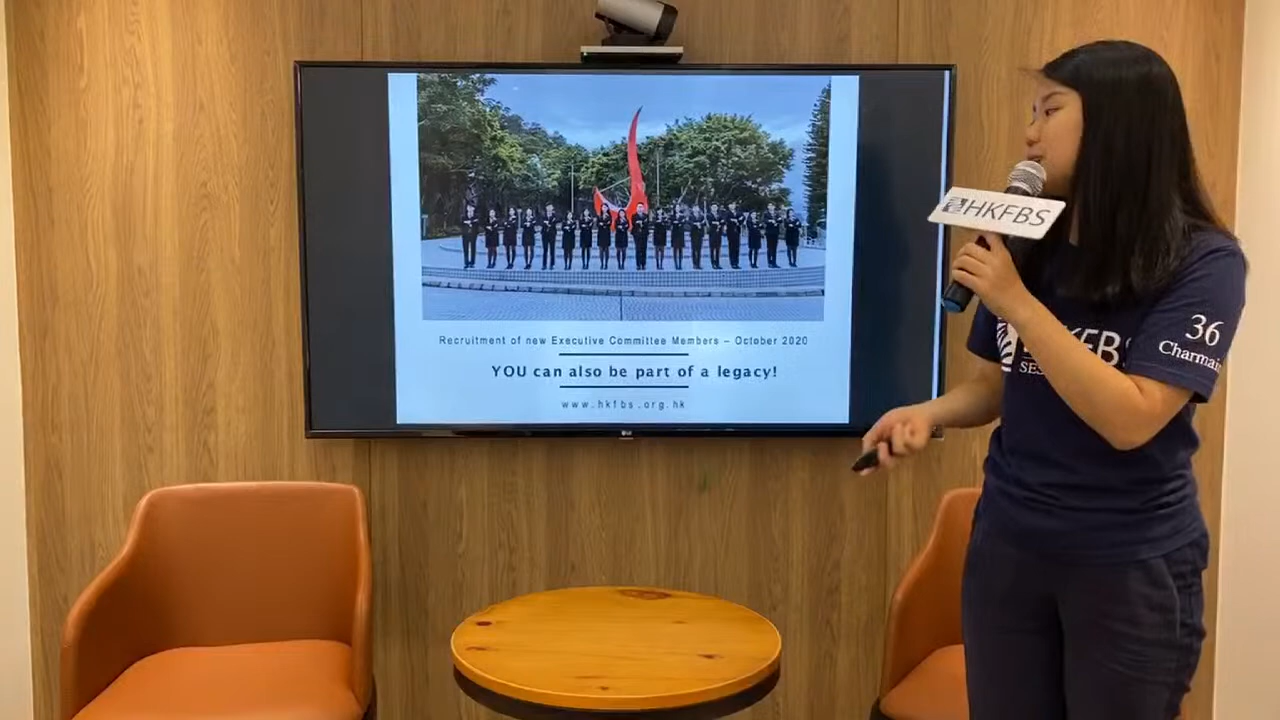 Recruitment of new Executive Committee Members – October 2020
YOU can also be part of a legacy!
www.hkfbs.org.hk
LG
HKFBS
36